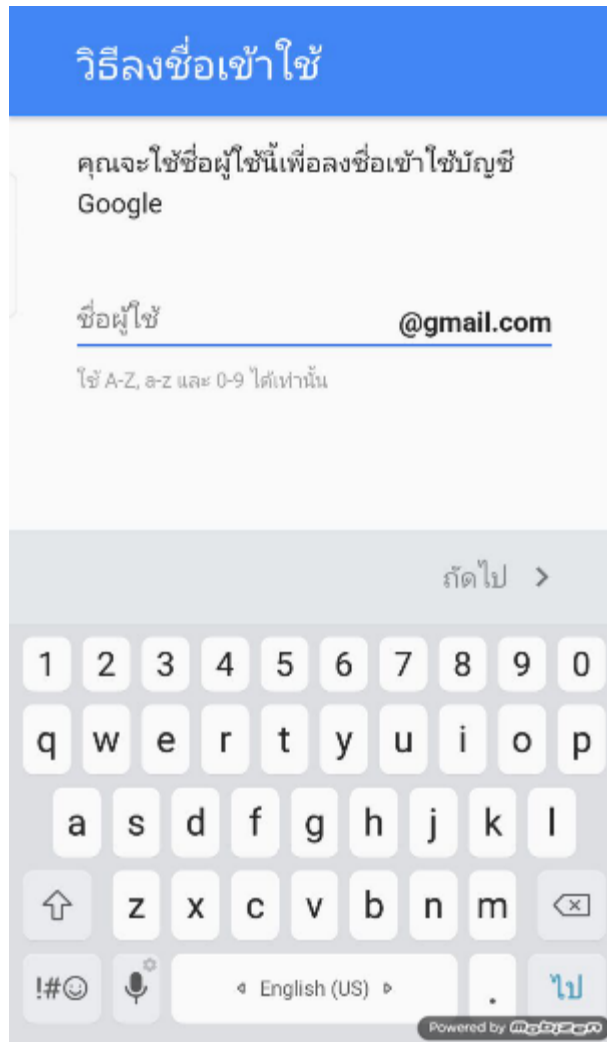 วิธีลงชื่อเข้าใช้
คุณจะใช้ชื่อผู้ใช้นี้เพื่อลงชื่อเข้าใช้บัญชี
Google
ชื่อผู้ใช้ @gmail.com
ใช้ A-Z, a-z และ 0-9 ได้เท่านั้น
ถัดไป >
1 2 3 4 5 6 7 8 9 0
q w e r t y u i o p
a s d f g h j k l
z x c v b n m
!#☺ English (US) . ไป
Powered by